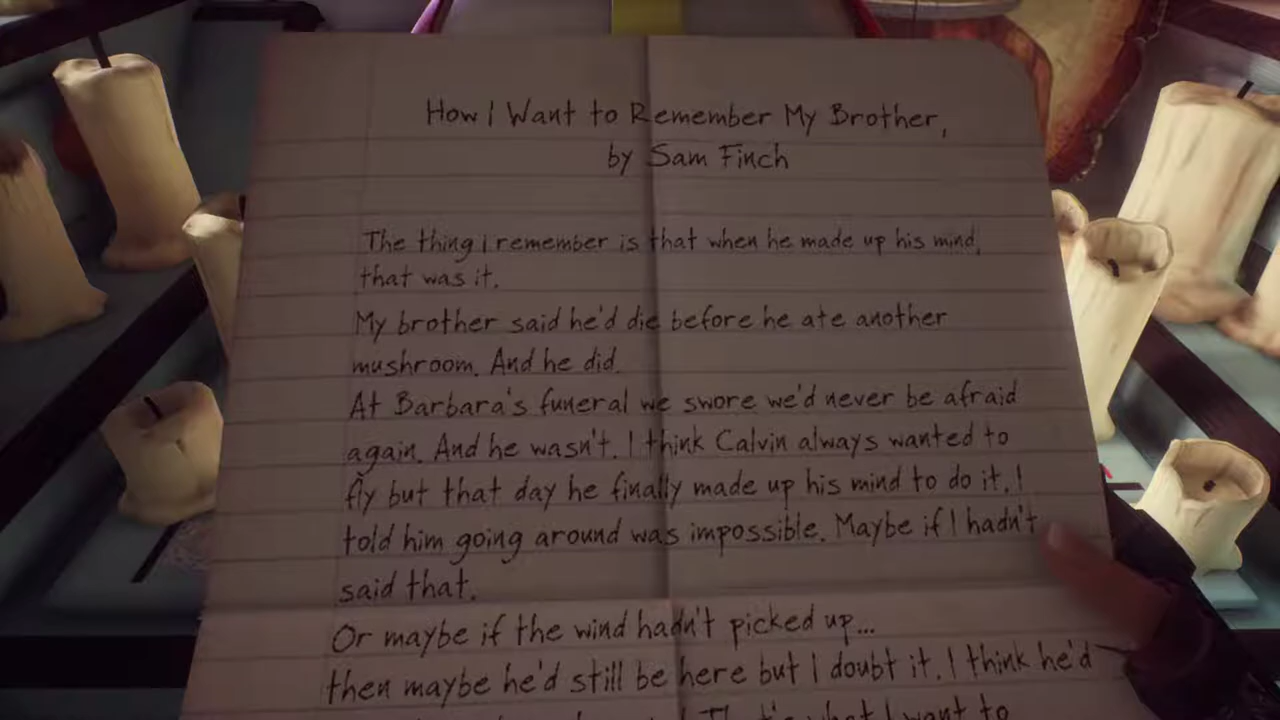 How I Want to Remember My Brother,
by Sam Finch
The thing I remember is that when he made up his mind,
that was it.
My brother said he'd die before he ate another
mushroom. And he did.
At Barbara's funeral we swore we'd never be afraid
again. And he wasn't. I think Calvin always wanted to
fly but that day he finally made up his mind to do it. I
told him going around was impossible. Maybe if I hadn't
said that.
Or maybe if the wind hadn't picked up...
then maybe he'd still be here but I doubt it. I think he'd
That's what I want to